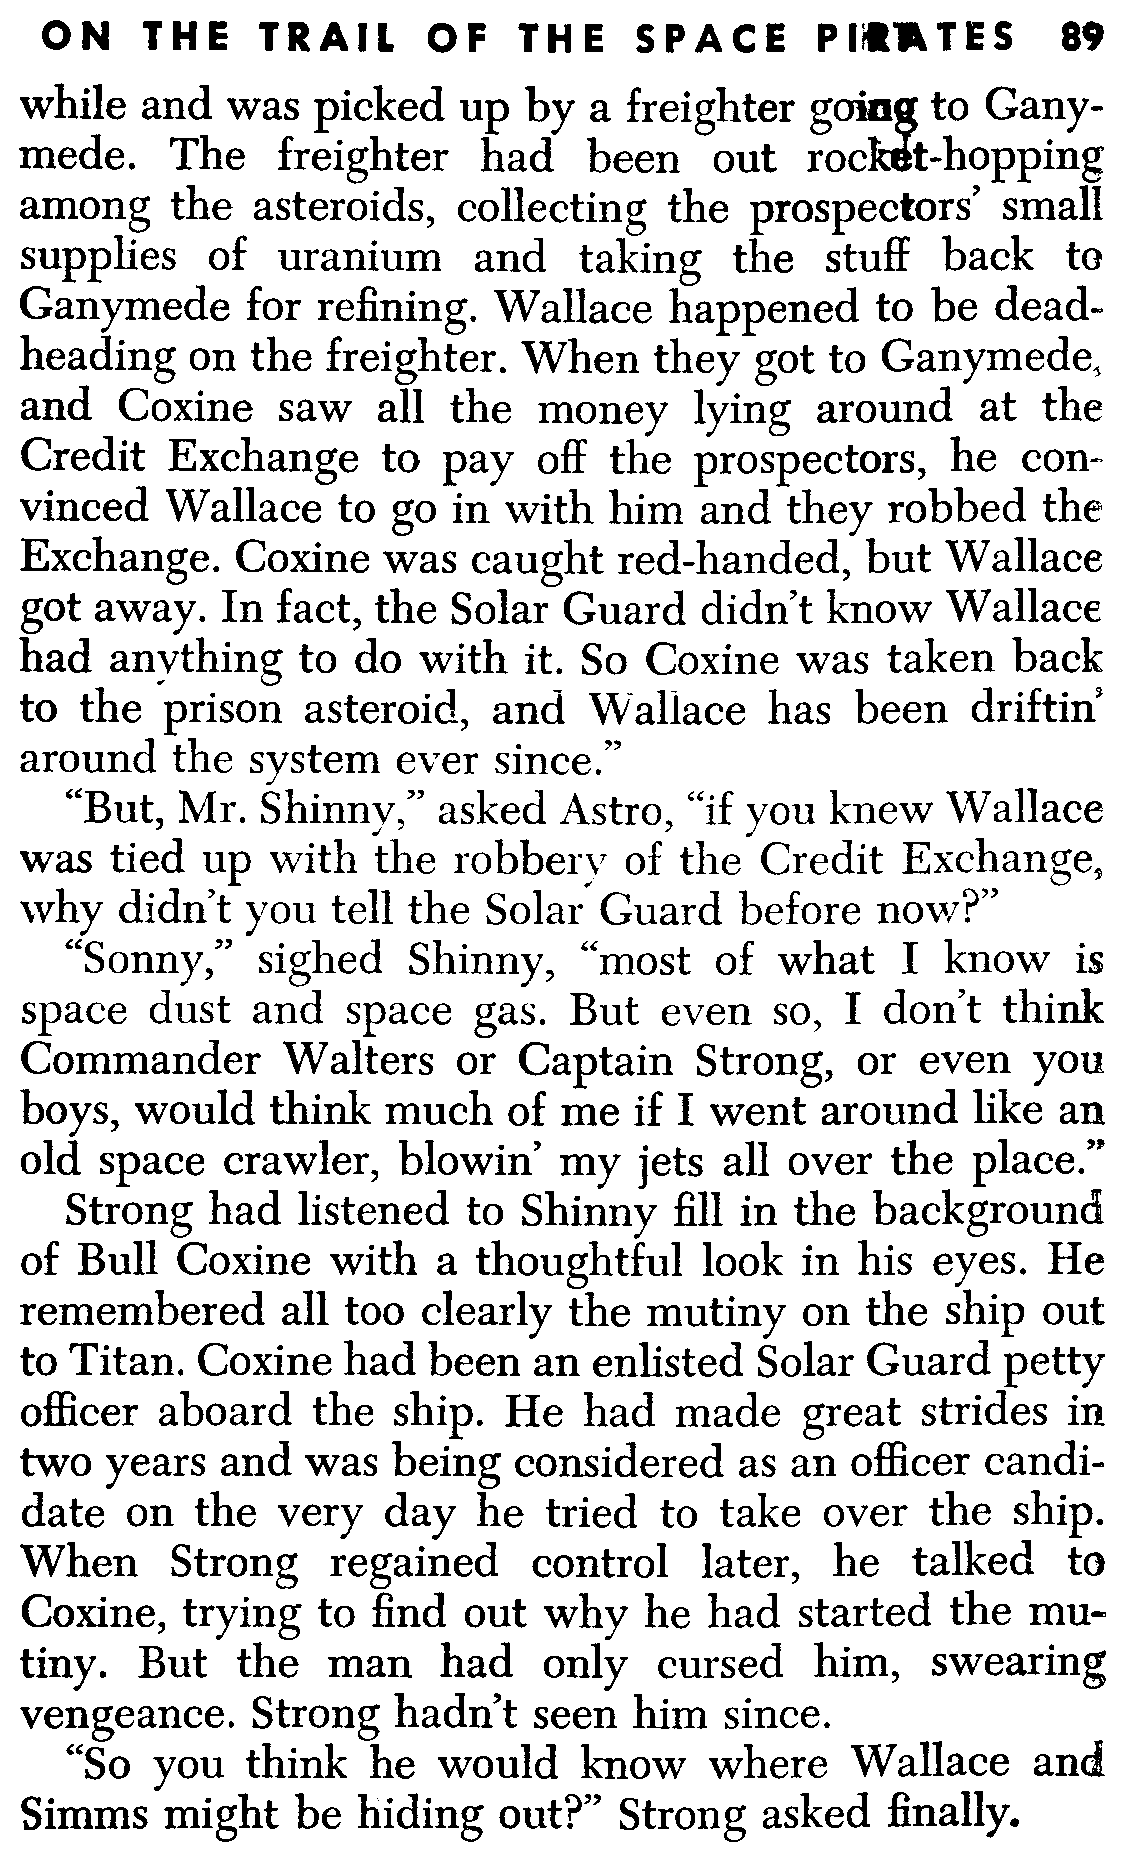 ON THE TRAIL OF THE SPACE PIRATES 89
while and was picked up by a freighter going to Gany-
mede. The freighter had been out rocket-hopping
among the asteroids, collecting the prospectors’ small
supplies of uranium and taking the stuff back to
Ganymede for refining. Wallace happened to be dead-
heading on the freighter. When they got to Ganymede,
and Coxine saw all the money lying around at the
Credit Exchange to pay off the prospectors, he con-
vinced Wallace to go in with him and they robbed the
Exchange. Coxine was caught red-handed, but Wallace
got away. In fact, the Solar Guard didn’t know Wallace
had anything to do with it. So Coxine was taken back
to the prison asteroid, and Wallace has been driftin’
around the system ever since.”
“But, Mr. Shinny,” asked Astro, “if you knew Wallace
was tied up with the robbery of the Credit Exchange,
why didn’t you tell the Solar Guard before now?”
“Sonny,” sighed Shinny, “most of what I know is
space dust and space gas. But even so, I don’t think
Commander Walters or Captain Strong, or even you
boys, would think much of me if I went around like an
old space crawler, blowin’ my jets all over the place.”
Strong had listened to Shinny fill in the background
of Bull Coxine with a thoughtful look in his eyes. He
remembered all too clearly the mutiny on the ship out
to Titan. Coxine had been an enlisted Solar Guard petty
officer aboard the ship. He had made great strides in
two years and was being considered as an officer candi-
date on the very day he tried to take over the ship.
When Strong regained control later, he talked to
Coxine, trying to find out why he had started the mu-
tiny. But the man had only cursed him, swearing
vengeance. Strong hadn’t seen him since.
“So you think he would know where Wallace and
Simms might be hiding out?” Strong asked finally.